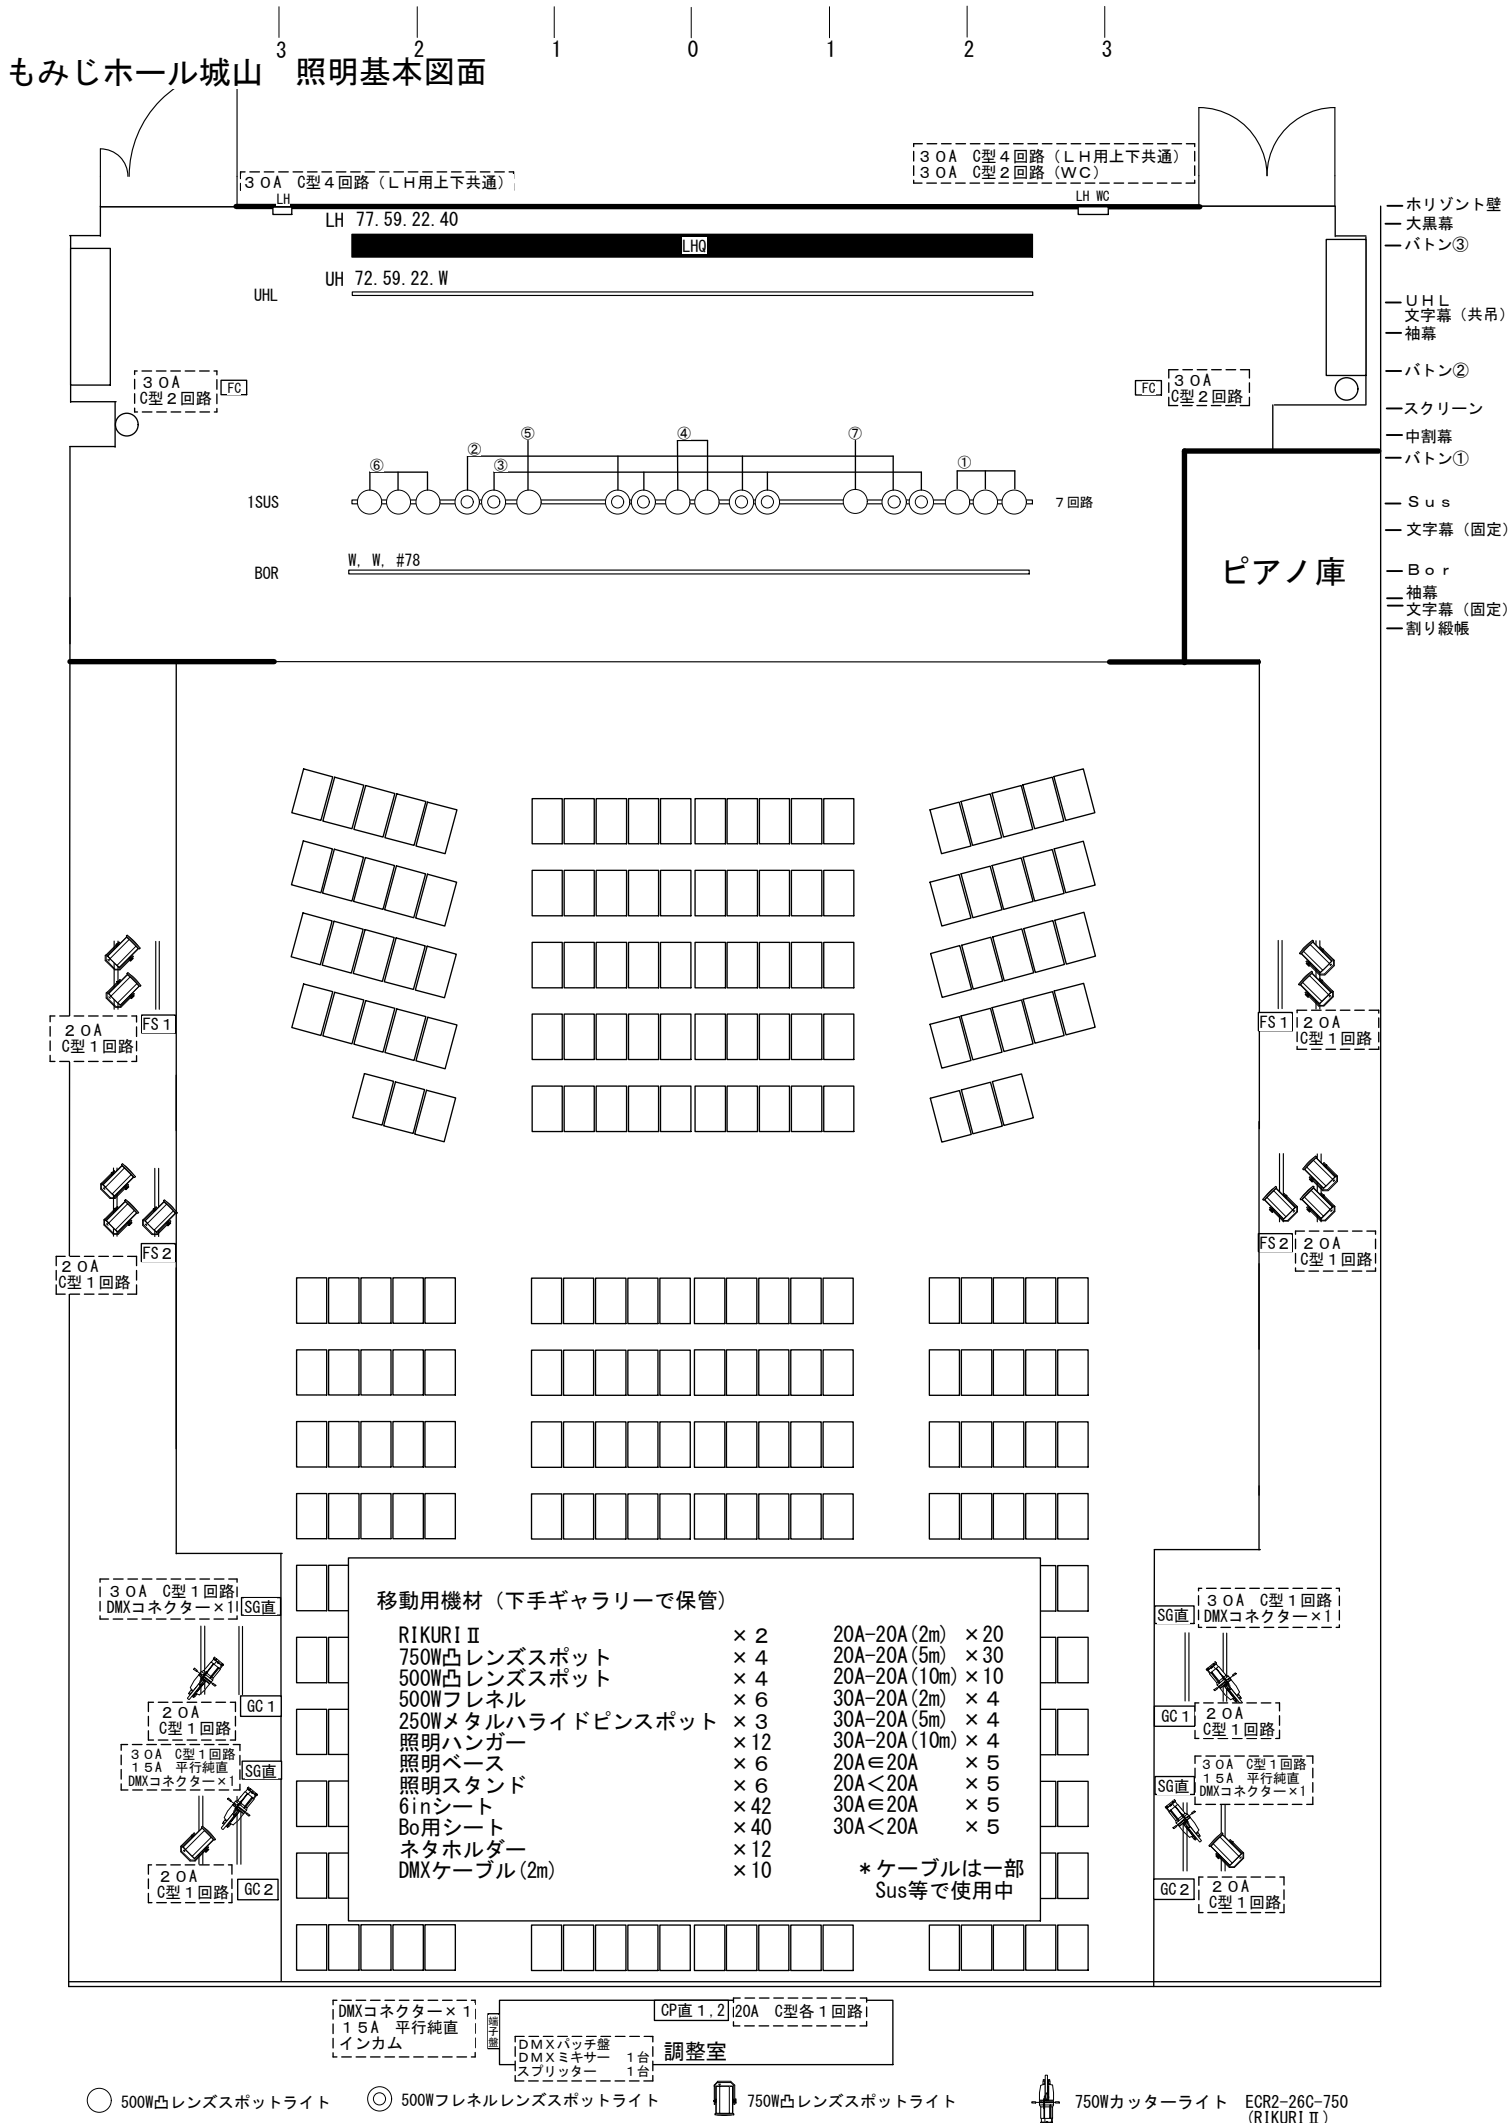 3 2 1 0 1 2 3
もみじホール城山　照明基本図面
３０Ａ　Ｃ型４回路（ＬＨ用上下共通）
３０Ａ　Ｃ型４回路（ＬＨ用上下共通）
３０Ａ　Ｃ型２回路（ＷＣ）
LH
LH WC
LH 77.59.22.40
LHQ
UH 72.59.22.W
UHL
ホリゾント壁
大黒幕
バトン③
ＵＨＬ
文字幕（共吊）
袖幕
バトン②
スクリーン
中割幕
バトン①
Ｓｕｓ
文字幕（固定）
Ｂｏｒ
袖幕
文字幕（固定）
割り緞帳
３０Ａ
Ｃ型２回路
FC
FC
３０Ａ
Ｃ型２回路
⑥ ② ③ ⑤ ④ ⑦ ①
1SUS
７回路
W, W, #78
BOR
ピアノ庫
FS１
２０Ａ
Ｃ型１回路
FS１
２０Ａ
Ｃ型１回路
FS２
２０Ａ
Ｃ型１回路
FS２
２０Ａ
Ｃ型１回路
３０Ａ　Ｃ型１回路
DMXコネクター×１
SG直
GC１
２０Ａ
Ｃ型１回路
３０Ａ　Ｃ型１回路
１５Ａ　平行純直
DMXコネクター×１
SG直
GC２
２０Ａ
Ｃ型１回路
移動用機材（下手ギャラリーで保管）
RIKURIⅡ ×２
750W凸レンズスポット ×４
500W凸レンズスポット ×４
500Wフレネル ×６
250Wメタルハライドピンスポット ×３
照明ハンガー ×12
照明ベース ×６
照明スタンド ×６
6inシート ×42
Bo用シート ×40
ネタホルダー ×12
DMXケーブル(2m) ×10
20A-20A(2m) ×20
20A-20A(5m) ×30
20A-20A(10m) ×10
30A-20A(2m) ×４
30A-20A(5m) ×４
30A-20A(10m) ×４
20A∈20A ×５
20A＜20A ×５
30A∈20A ×５
30A＜20A ×５
＊ケーブルは一部
Sus等で使用中
SG直
３０Ａ　Ｃ型１回路
DMXコネクター×１
GC１
２０Ａ
Ｃ型１回路
SG直
３０Ａ　Ｃ型１回路
１５Ａ　平行純直
DMXコネクター×１
GC２
２０Ａ
Ｃ型１回路
DMXコネクター×１
１５Ａ　平行純直
インカム
端子盤
CP直１,２
20A　Ｃ型各１回路
ＤＭＸパッチ盤
ＤＭＸミキサー　１台
スプリッター　１台
調整室
500W凸レンズスポットライト
500Wフレネルレンズスポットライト
750W凸レンズスポットライト
750Wカッターライト　ECR2-26C-750
(RIKURIⅡ)